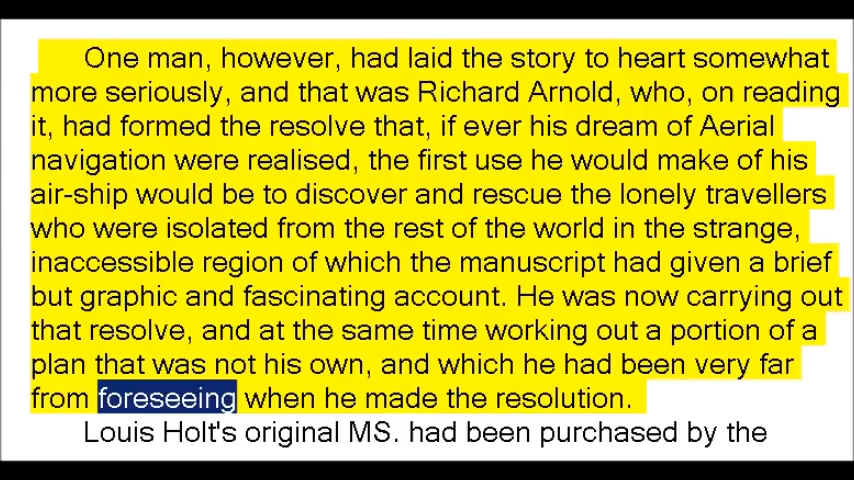 One man, however, had laid the story to heart somewhat
more seriously, and that was Richard Arnold, who, on reading
it, had formed the resolve that, if ever his dream of Aerial
navigation were realised, the first use he would make of his
air-ship would be to discover and rescue the lonely travellers
who were isolated from the rest of the world in the strange,
inaccessible region of which the manuscript had given a brief
but graphic and fascinating account. He was now carrying out
that resolve, and at the same time working out a portion of a
plan that was not his own, and which he had been very far
from foreseeing when he made the resolution.
Louis Holt's original MS. had been purchased by the